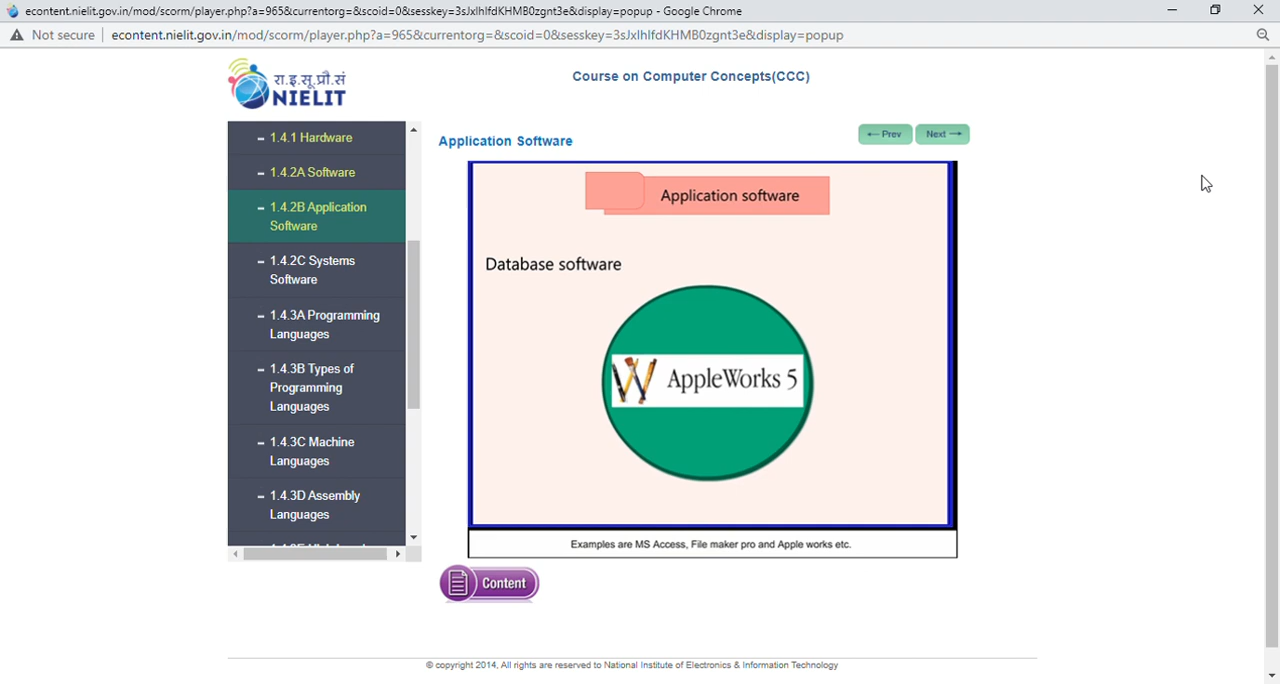 econtent.nielit.gov.in/mod/scorm/player.php?a=965&currentorg=&scoid=0&sesskey=3sJxlhIfdKHMB0zgnt3e&display=popup - Google Chrome
Not secure econtent.nielit.gov.in/mod/scorm/player.php?a=965&currentorg=&scoid=0&sesskey=3sJxlhIfdKHMB0zgnt3e&display=popup
रा.इ.सू.प्रौ.सं
NIELIT
Course on Computer Concepts(CCC)
– 1.4.1 Hardware
– 1.4.2A Software
– 1.4.2B Application
Software
– 1.4.2C Systems
Software
– 1.4.3A Programming
Languages
– 1.4.3B Types of
Programming
Languages
– 1.4.3C Machine
Languages
– 1.4.3D Assembly
Languages
Application Software
← Prev
Next →
Application software
Database software
AppleWorks 5
Examples are MS Access, File maker pro and Apple works etc.
Content
© copyright 2014, All rights are reserved to National Institute of Electronics & Information Technology